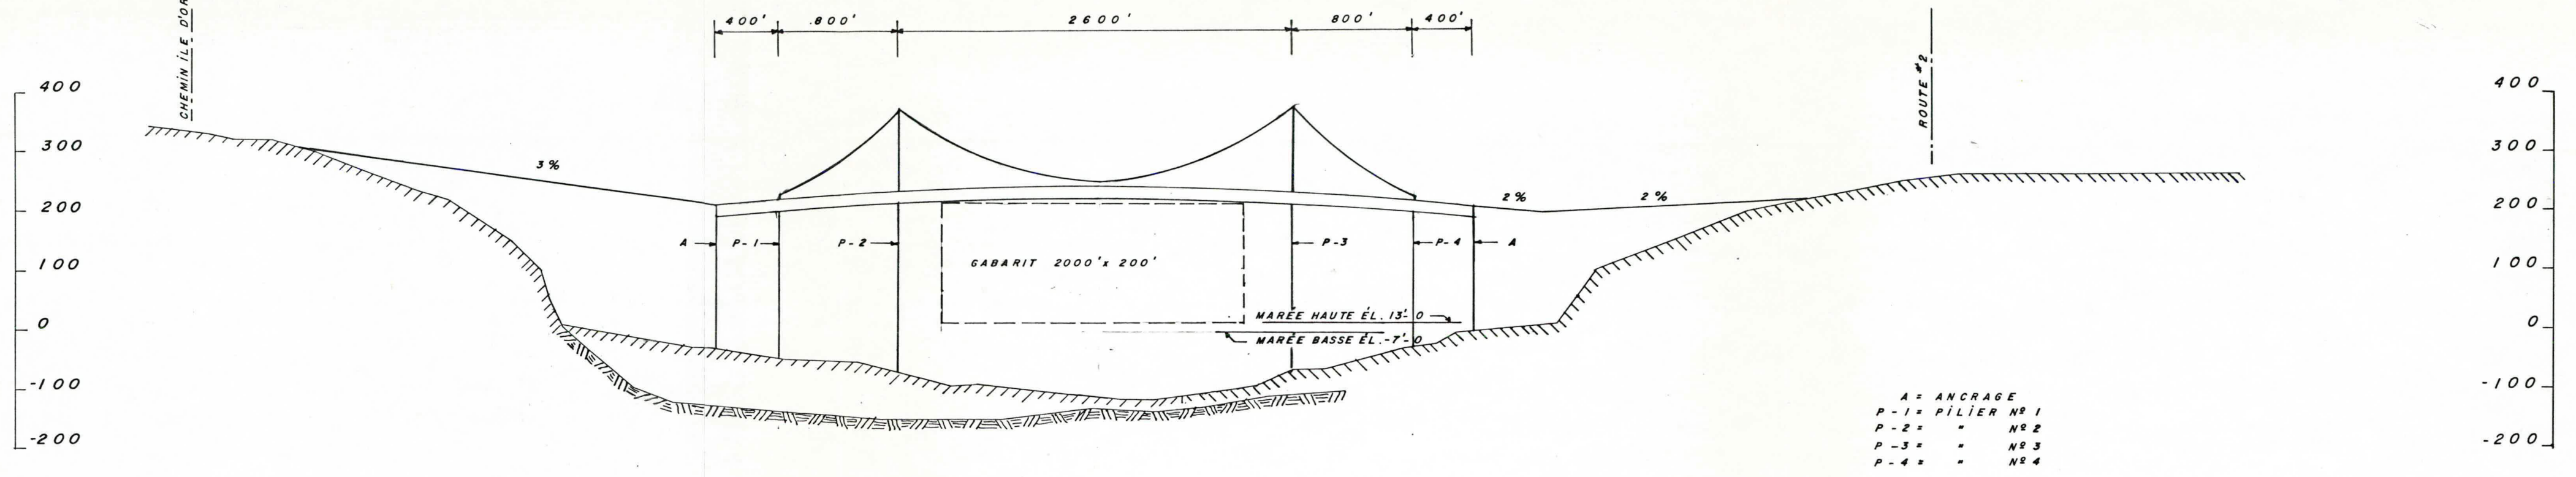 400' 800' 2600' 800' 400'
CHEMIN ILE D'OR
ROUTE #2
400
300
200
100
0
-100
-200
3%
2%
2%
A P-1 P-2 P-3 P-4 A
GABARIT 2000' x 200'
MARÉE HAUTE ÉL. 13'-0
MARÉE BASSE ÉL.-7'-0
400
300
200
100
0
-100
-200
A = ANCRAGE
P-1 = PILIER Nº 1
P-2 = " Nº 2
P-3 = " Nº 3
P-4 = " Nº 4